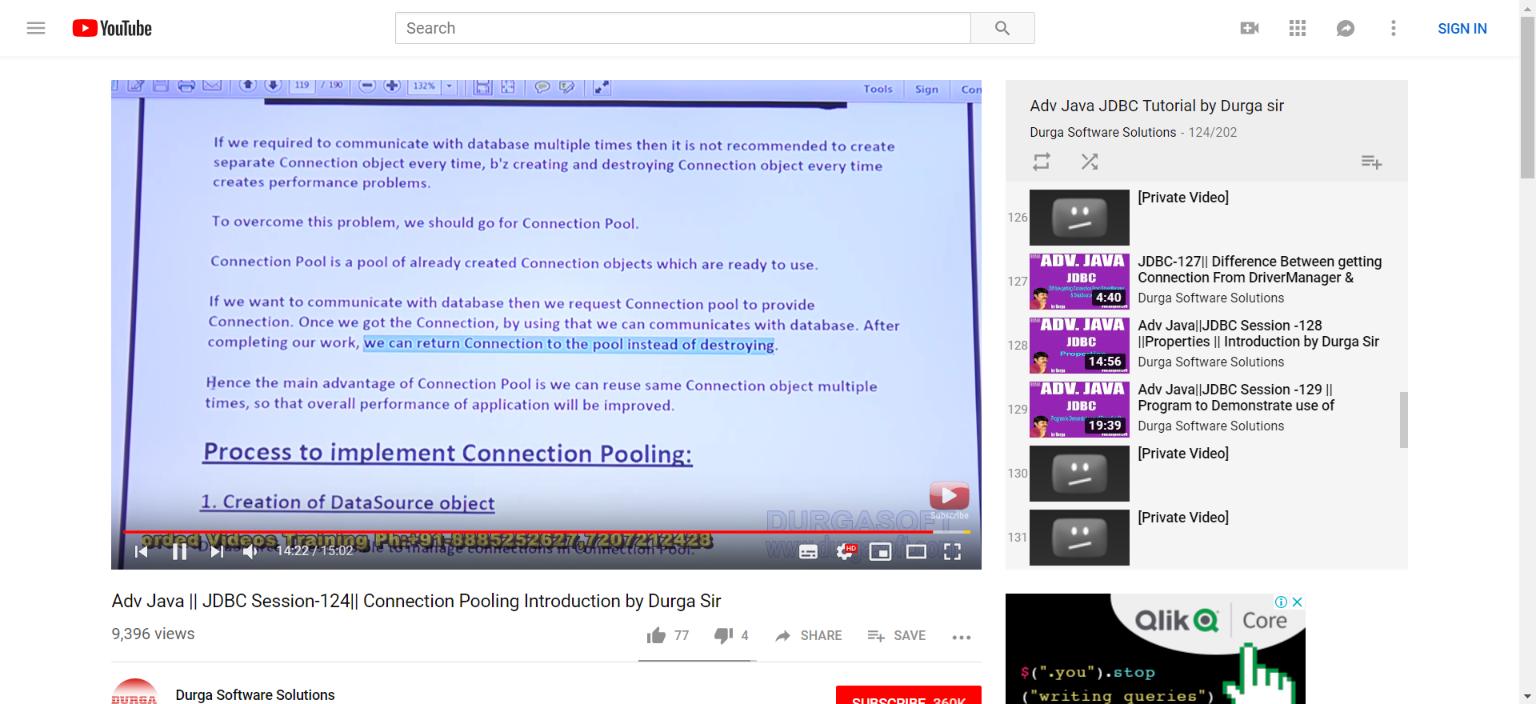 YouTube
Search
SIGN IN
119 / 190
132%
Tools
Sign
If we required to communicate with database multiple times then it is not recommended to create
separate Connection object every time, b'z creating and destroying Connection object every time
creates performance problems.
To overcome this problem, we should go for Connection Pool.
Connection Pool is a pool of already created Connection objects which are ready to use.
If we want to communicate with database then we request Connection pool to provide
Connection. Once we got the Connection, by using that we can communicates with database. After
completing our work, we can return Connection to the pool instead of destroying.
Hence the main advantage of Connection Pool is we can reuse same Connection object multiple
times, so that overall performance of application will be improved.
Process to implement Connection Pooling:
1. Creation of DataSource object
Subscribe
DURGASOFT
orded Videos Training Ph:+91-8885252627,7207212428
14:22 / 15:02
HD
Adv Java || JDBC Session-124|| Connection Pooling Introduction by Durga Sir
9,396 views
77
4
SHARE
SAVE
DURGA
Durga Software Solutions
SUBSCRIBE 360K
Adv Java JDBC Tutorial by Durga sir
Durga Software Solutions - 124/202
126
[Private Video]
127
ADV. JAVA
JDBC
4:40
JDBC-127|| Difference Between getting
Connection From DriverManager &
Durga Software Solutions
128
ADV. JAVA
JDBC
14:56
Adv Java||JDBC Session -128
||Properties || Introduction by Durga Sir
Durga Software Solutions
129
ADV. JAVA
JDBC
19:39
Adv Java||JDBC Session -129 ||
Program to Demonstrate use of
Durga Software Solutions
130
[Private Video]
131
[Private Video]
Qlik Core
$(".you").stop
("writing queries")